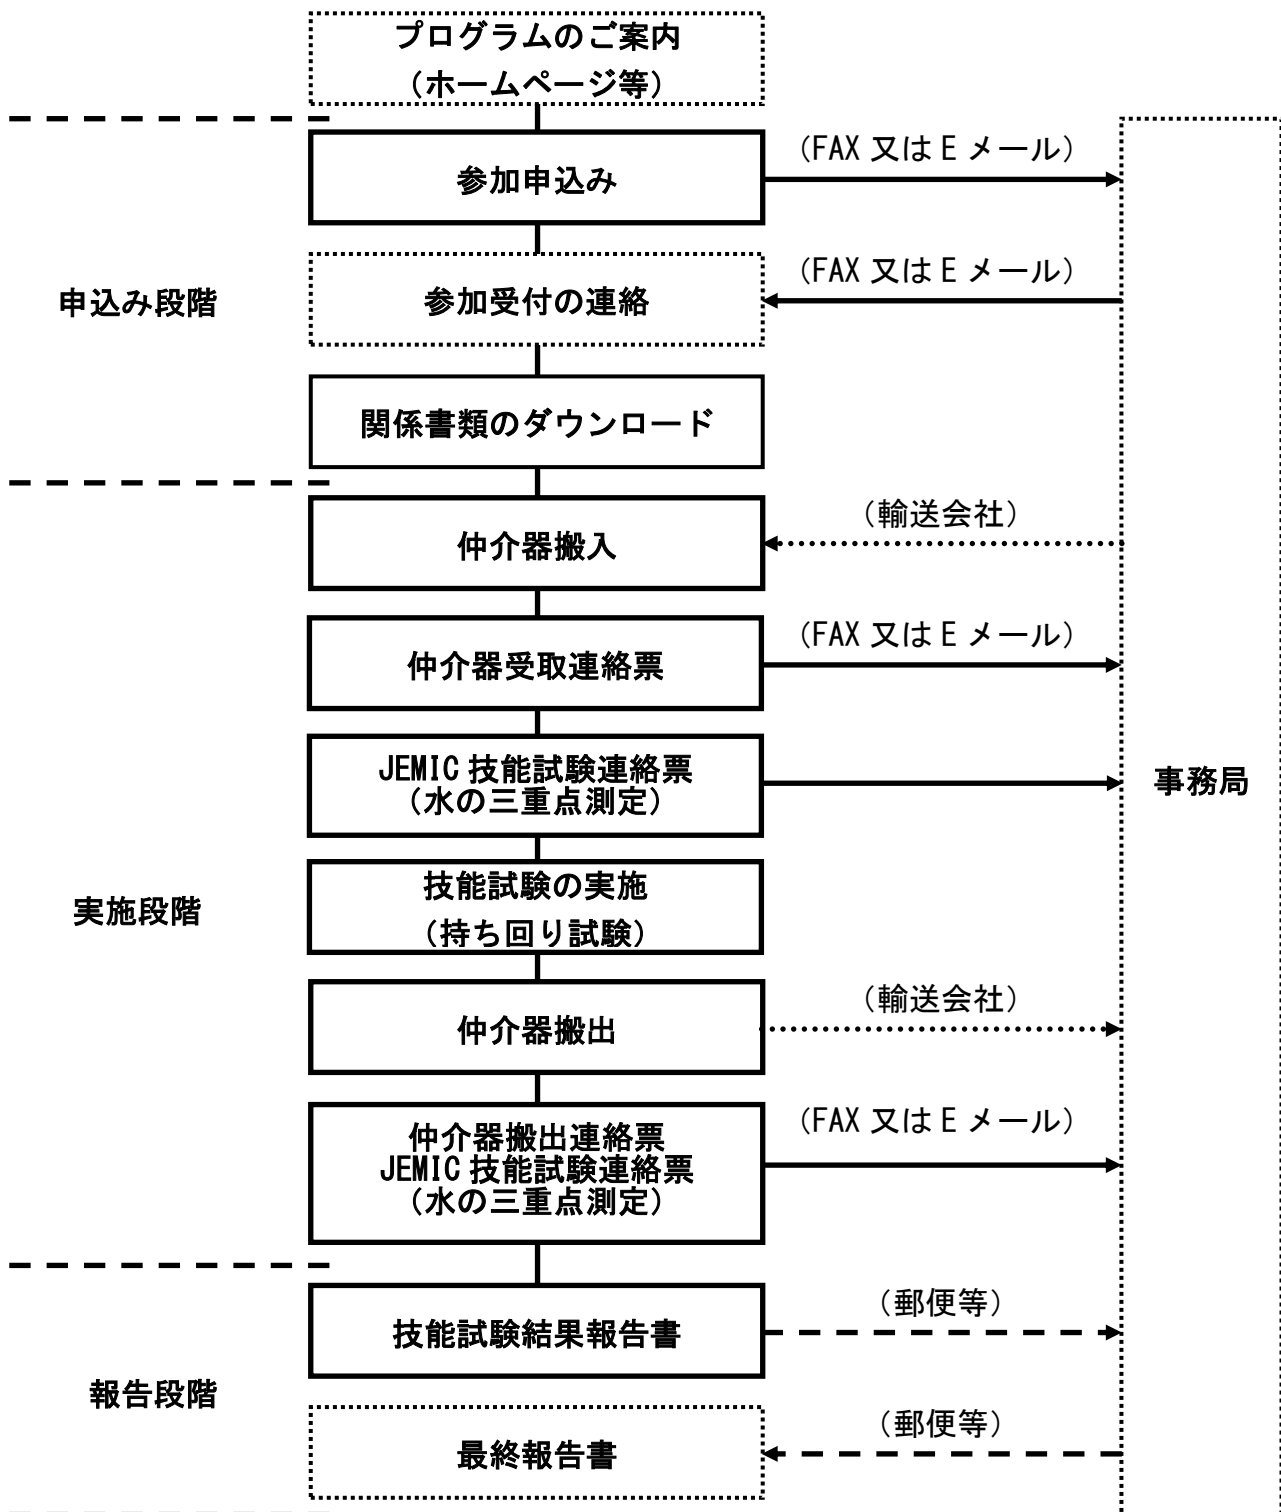 プログラムのご案内
（ホームページ等）
参加申込み
（FAX 又は E メール）
申込み段階
参加受付の連絡
（FAX 又は E メール）
関係書類のダウンロード
仲介器搬入
（輸送会社）
仲介器受取連絡票
（FAX 又は E メール）
JEMIC 技能試験連絡票
（水の三重点測定）
事務局
実施段階
技能試験の実施
（持ち回り試験）
仲介器搬出
（輸送会社）
仲介器搬出連絡票
JEMIC 技能試験連絡票
（水の三重点測定）
（FAX 又は E メール）
技能試験結果報告書
（郵便等）
報告段階
最終報告書
（郵便等）